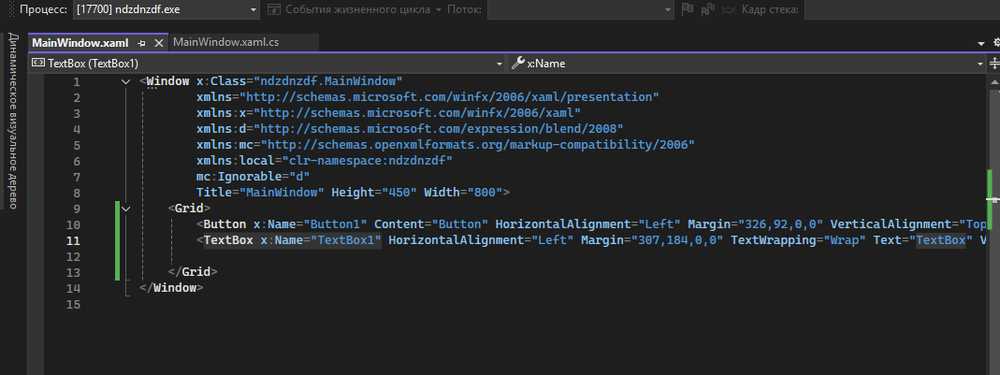 Процесс: [17700] ndzdnzdf.exe События жизненного цикла Поток: Кадр стека:
MainWindow.xaml MainWindow.xaml.cs
TextBox (TextBox1) x:Name
Динамическое визуальное дерево
1 <Window x:Class="ndzdnzdf.MainWindow"
2 xmlns="http://schemas.microsoft.com/winfx/2006/xaml/presentation"
3 xmlns:x="http://schemas.microsoft.com/winfx/2006/xaml"
4 xmlns:d="http://schemas.microsoft.com/expression/blend/2008"
5 xmlns:mc="http://schemas.openxmlformats.org/markup-compatibility/2006"
6 xmlns:local="clr-namespace:ndzdnzdf"
7 mc:Ignorable="d"
8 Title="MainWindow" Height="450" Width="800">
9 <Grid>
10 <Button x:Name="Button1" Content="Button" HorizontalAlignment="Left" Margin="326,92,0,0" VerticalAlignment="Top
11 <TextBox x:Name="TextBox1" HorizontalAlignment="Left" Margin="307,184,0,0" TextWrapping="Wrap" Text="TextBox" V
12
13 </Grid>
14 </Window>
15